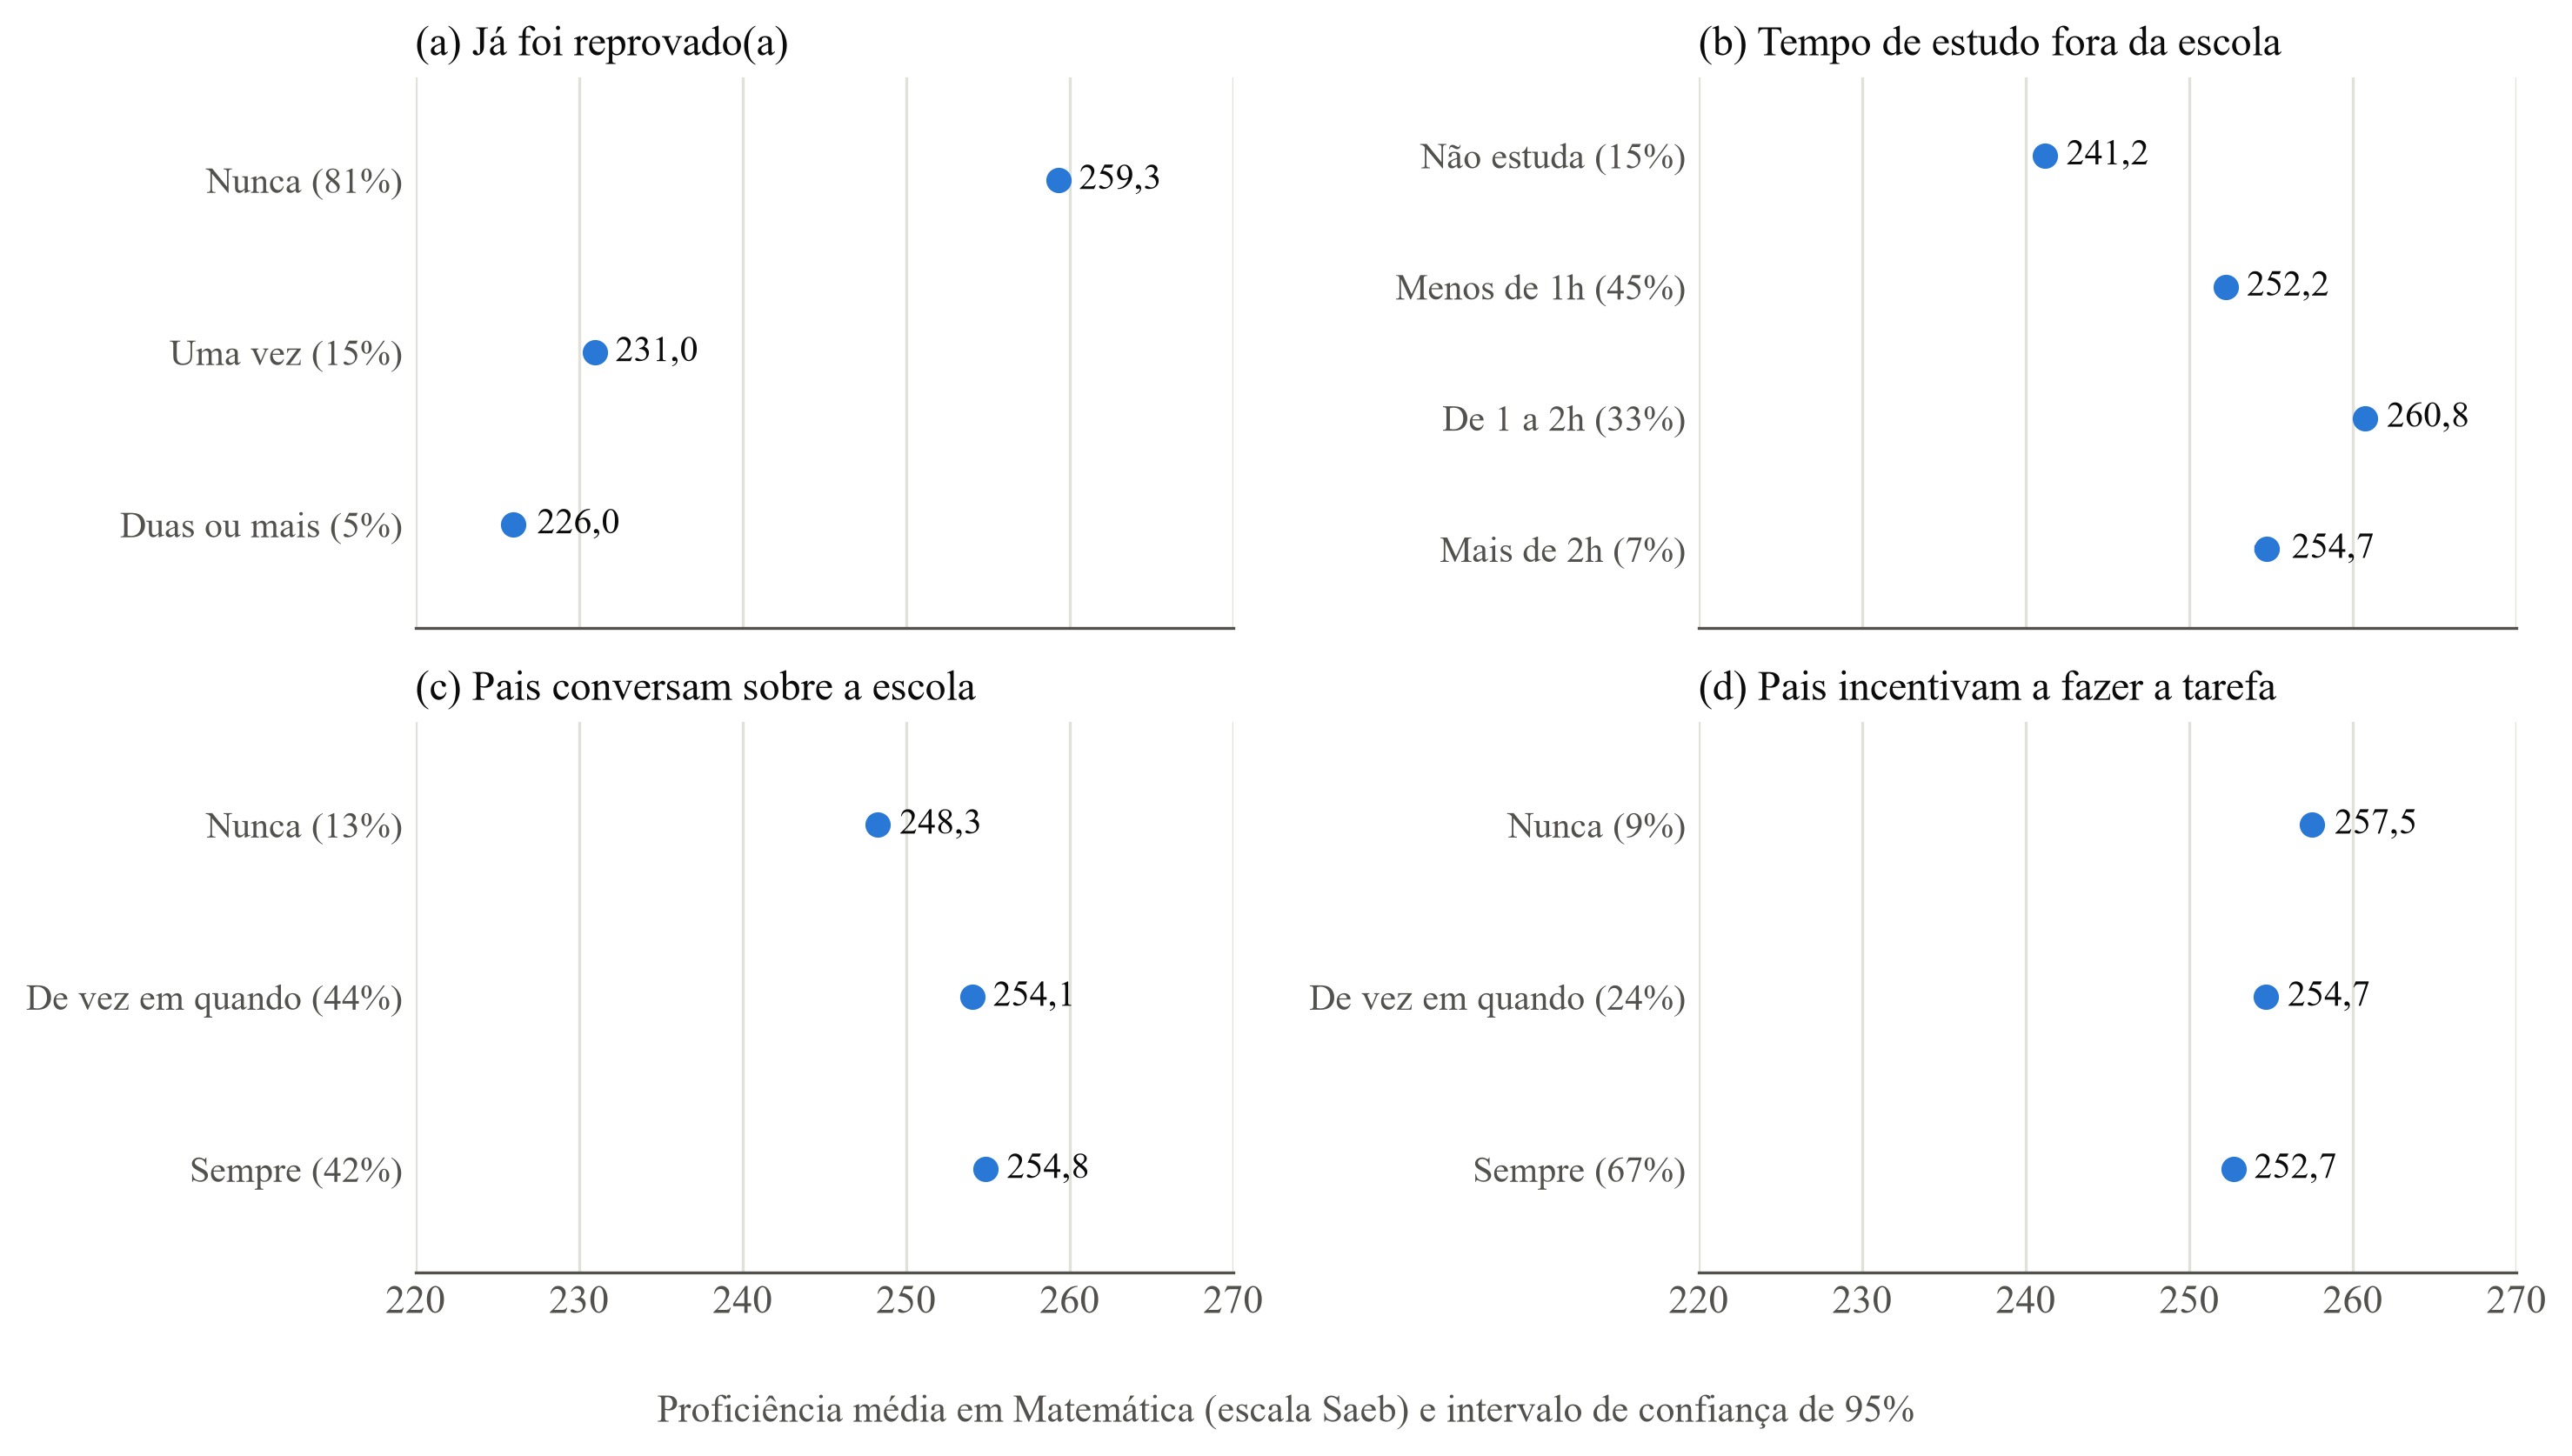 (a) Já foi reprovado(a)
Nunca (81%)
259,3
Uma vez (15%)
231,0
Duas ou mais (5%)
226,0
(b) Tempo de estudo fora da escola
Não estuda (15%)
241,2
Menos de 1h (45%)
252,2
De 1 a 2h (33%)
260,8
Mais de 2h (7%)
254,7
(c) Pais conversam sobre a escola
Nunca (13%)
248,3
De vez em quando (44%)
254,1
Sempre (42%)
254,8
220 230 240 250 260 270
(d) Pais incentivam a fazer a tarefa
Nunca (9%)
257,5
De vez em quando (24%)
254,7
Sempre (67%)
252,7
220 230 240 250 260 270
Proficiência média em Matemática (escala Saeb) e intervalo de confiança de 95%